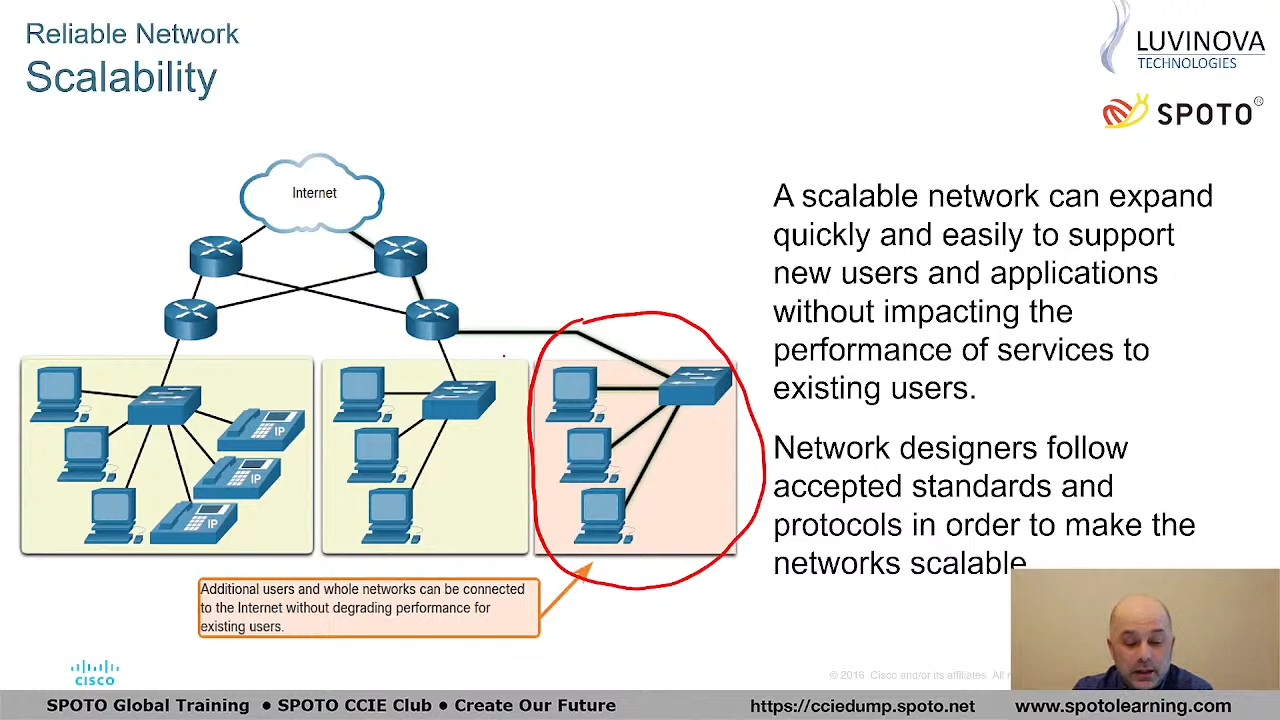 Reliable Network
Scalability
LUVINOVA
TECHNOLOGIES
SPOTO®
Internet
A scalable network can expand
quickly and easily to support
new users and applications
without impacting the
performance of services to
existing users.
Network designers follow
accepted standards and
protocols in order to make the
networks scalable
IP
IP
IP
Additional users and whole networks can be connected
to the Internet without degrading performance for
existing users.
CISCO
© 2016 Cisco and/or its affiliates. All
SPOTO Global Training ● SPOTO CCIE Club ● Create Our Future
https://cciedump.spoto.net
www.spotolearning.com